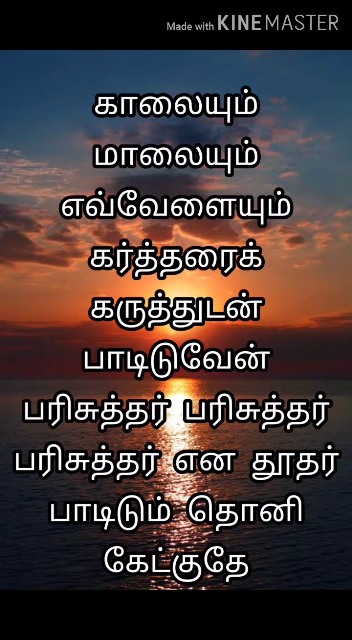 Made with KINEMASTER
காலையும்
மாலையும்
எவ்வேளையும்
கர்த்தரைக்
கருத்துடன்
பாடிடுவேன்
பரிசுத்தர் பரிசுத்தர்
பரிசுத்தர் என தூதர்
பாடிடும் தொனி
கேட்குதே